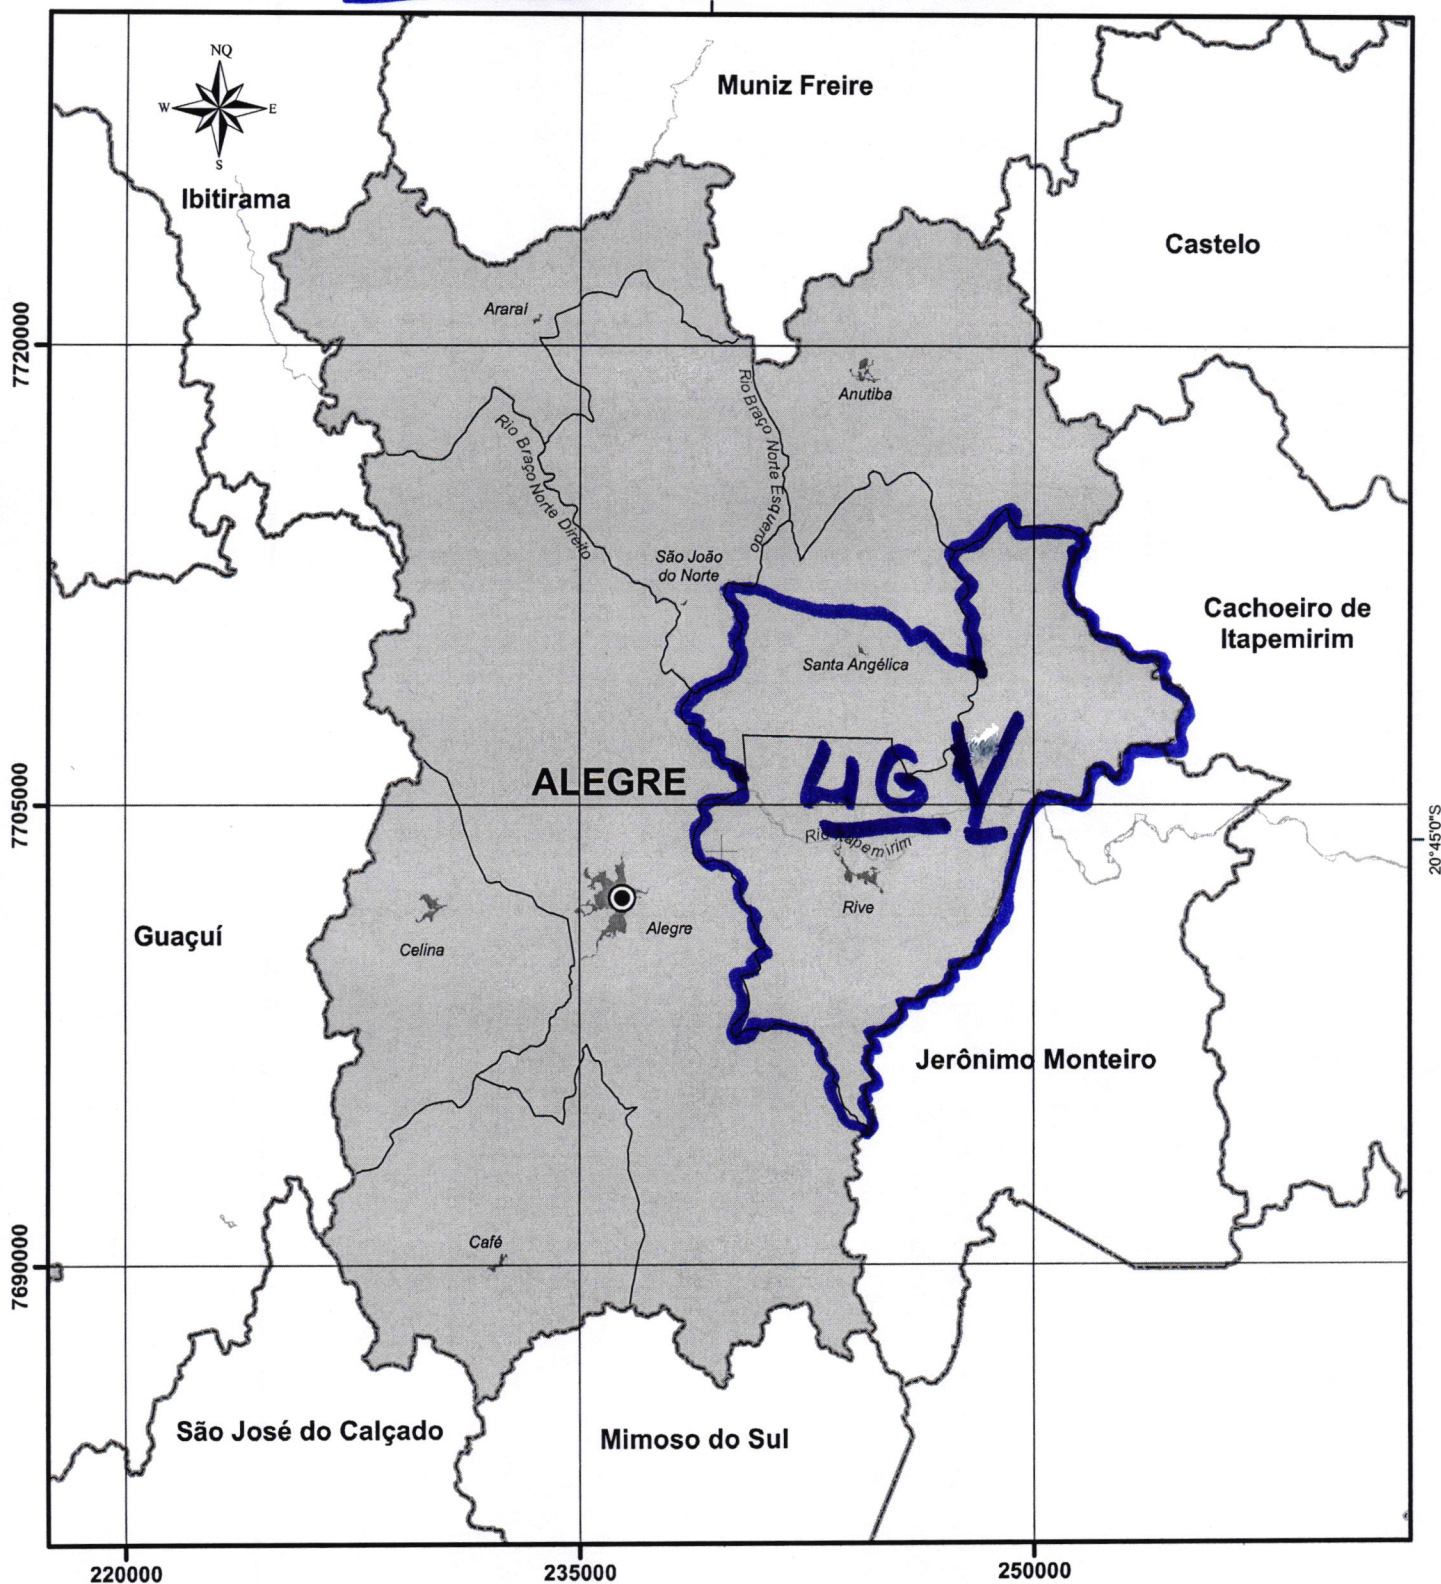 NQ
W
E
S
Muniz Freire
Ibitirama
Castelo
Ararai
7720000
Anutiba
Rio Braço Norte Direito
Rio Braço Norte Esquerdo
São João
do Norte
Cachoeiro de
Itapemirim
Santa Angélica
ALEGRE
UGV
7705000
Rio Itapemirim
20°45'0"S
Rive
Guaçuí
Celina
Alegre
Jerônimo Monteiro
Café
7690000
São José do Calçado
Mimoso do Sul
220000
235000
250000